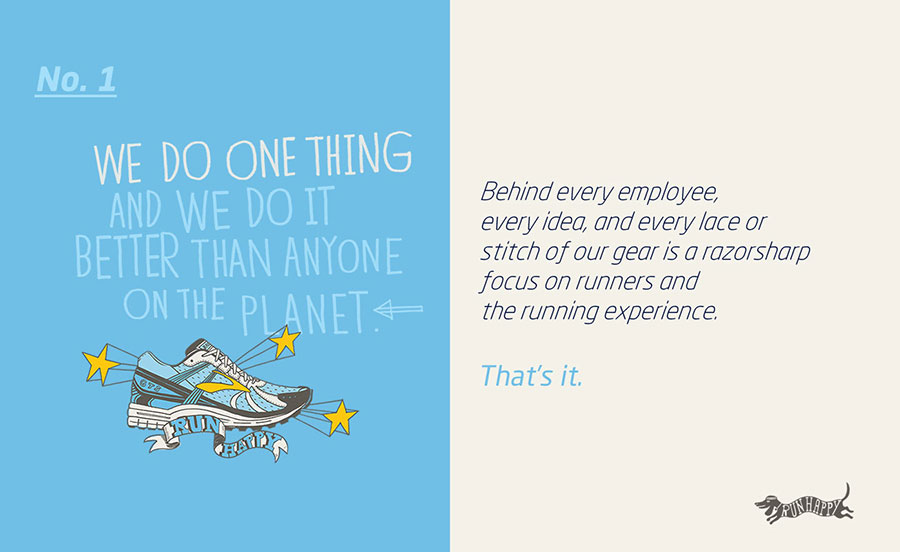 No. 1
WE DO ONE THING
AND WE DO IT
BETTER THAN ANYONE
ON THE PLANET.
GTS
RUN
HAPPY
Behind every employee,
every idea, and every lace or
stitch of our gear is a razorsharp
focus on runners and
the running experience.
That's it.
RUN HAPPY